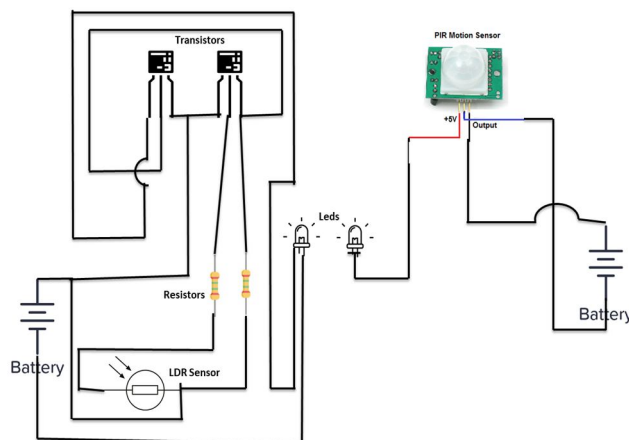 Transistors
PIR Motion Sensor
+5V
Output
Leds
Resistors
Battery
LDR Sensor
Battery